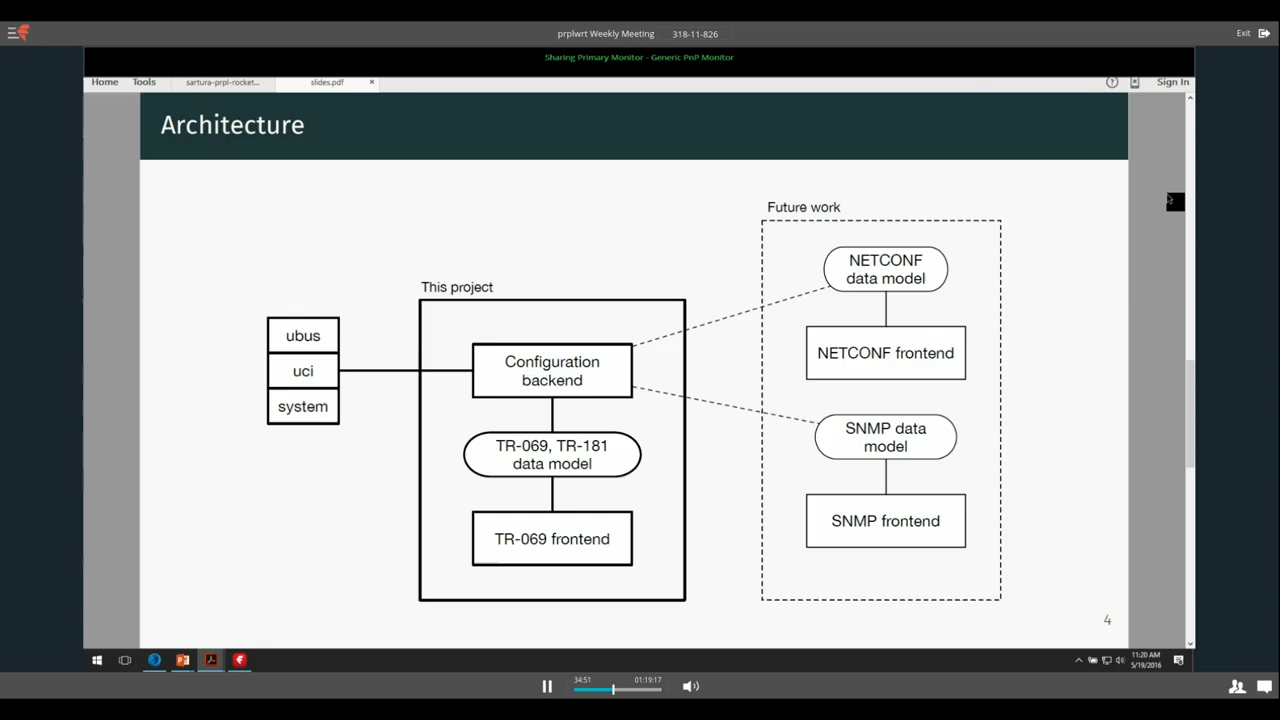 prplwrt Weekly Meeting 318-11-826
Exit
Sharing Primary Monitor - Generic PnP Monitor
Home Tools sartura-prpl-rocket... slides.pdf × Sign In
Architecture
Future work
NETCONF
data model
This project
ubus
uci
system
Configuration
backend
NETCONF frontend
TR-069, TR-181
data model
SNMP data
model
TR-069 frontend
SNMP frontend
4
11:20 AM
5/19/2016
34:51 01:19:17